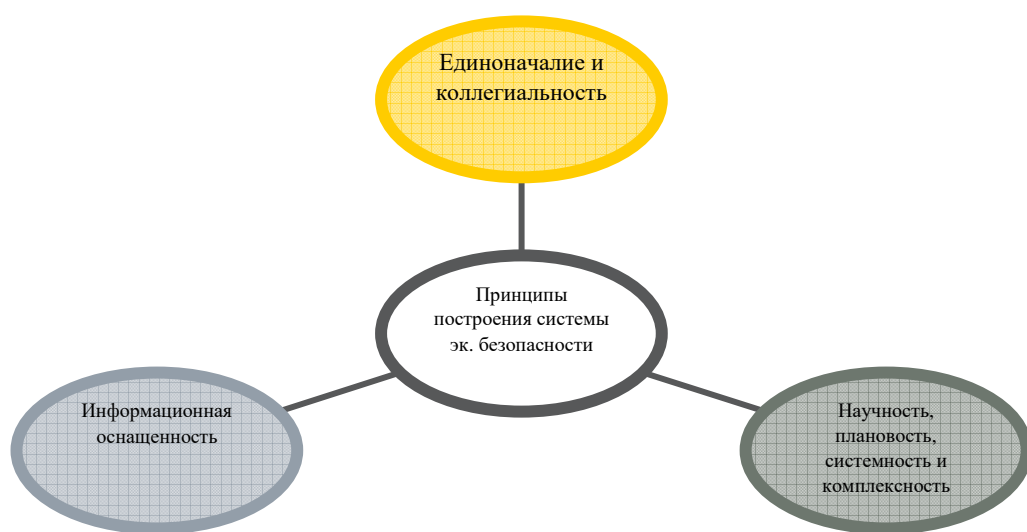 Единоначалие и
коллегиальность
Принципы
построения системы
эк. безопасности
Информационная
оснащенность
Научность,
плановость,
системность и
комплексность